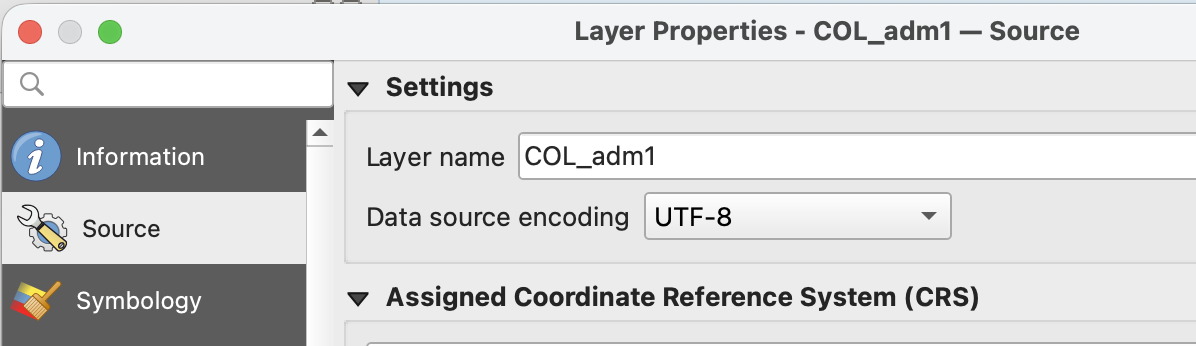 Layer Properties - COL_adm1 — Source
Information
Source
Symbology
Settings
Layer name COL_adm1
Data source encoding UTF-8
Assigned Coordinate Reference System (CRS)